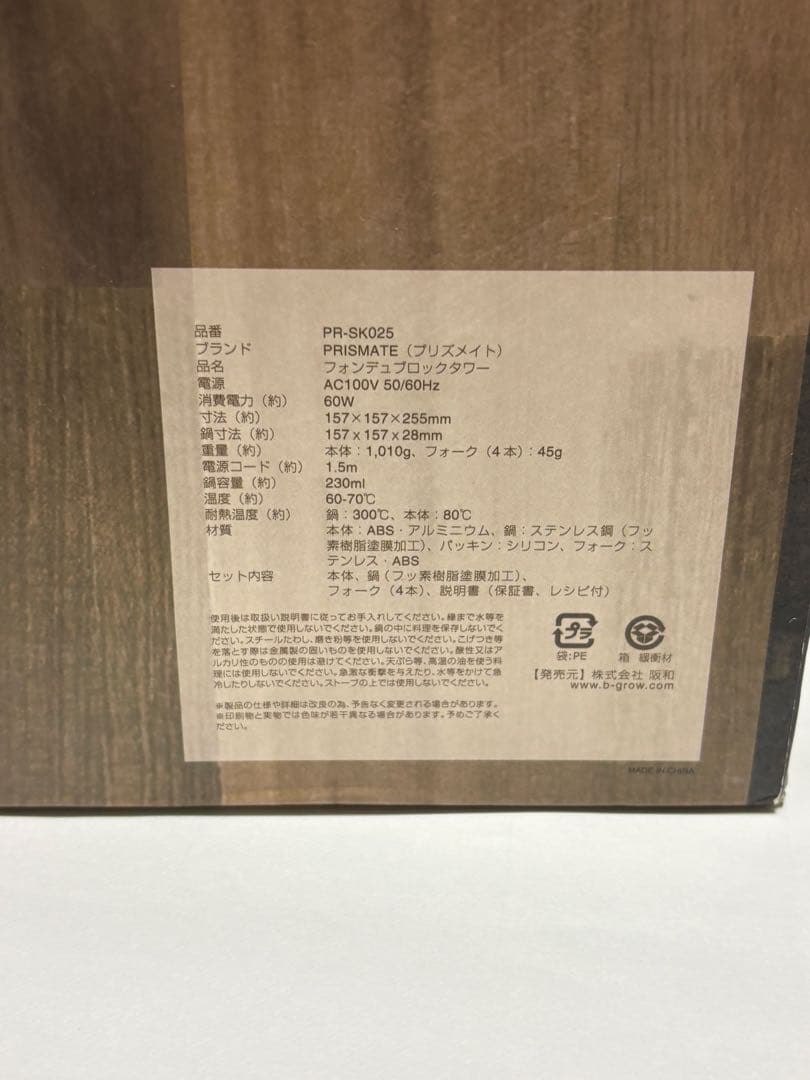 品番 PR-SK025
ブランド PRISMATE（プリズメイト）
品名 フォンデュブロックタワー
電源 AC100V 50/60Hz
消費電力（約） 60W
寸法（約） 157×157×255mm
鍋寸法（約） 157 x 157 x 28mm
重量（約） 本体：1,010g、フォーク（4本）：45g
電源コード（約） 1.5m
鍋容量（約） 230ml
温度（約） 60-70℃
耐熱温度（約） 鍋：300℃、本体：80℃
材質 本体：ABS・アルミニウム、鍋：ステンレス鋼（フッ
素樹脂塗膜加工）、パッキン：シリコン、フォーク：ス
テンレス・ABS
セット内容 本体、鍋（フッ素樹脂塗膜加工）、
フォーク（4本）、説明書（保証書、レシピ付）
使用後は取扱い説明書に従ってお手入れしてください。縁まで水等を
満たした状態で使用しないでください。鍋の中に料理を保存しないでく
ださい。スチールたわし、磨き粉等を使用しないでください。こげつき等
を落とす際は金属製の固いものを使用しないでください。酸性又はア
ルカリ性のものの使用は避けてください。天ぷら等、高温の油を使う料
理には使用しないでください。急激な衝撃を与えたり、水等をかけて急
冷したりしないでください。ストーブの上では使用しないでください。
※製品の仕様や詳細は改良の為、予告なく変更される場合があります。
※印刷物と実物では色味が若干異なる場合があります。予めご了承く
ださい。
プラ
袋:PE
箱 緩衝材
【発売元】株式会社 阪和
www.b-grow.com
MADE IN CHINA